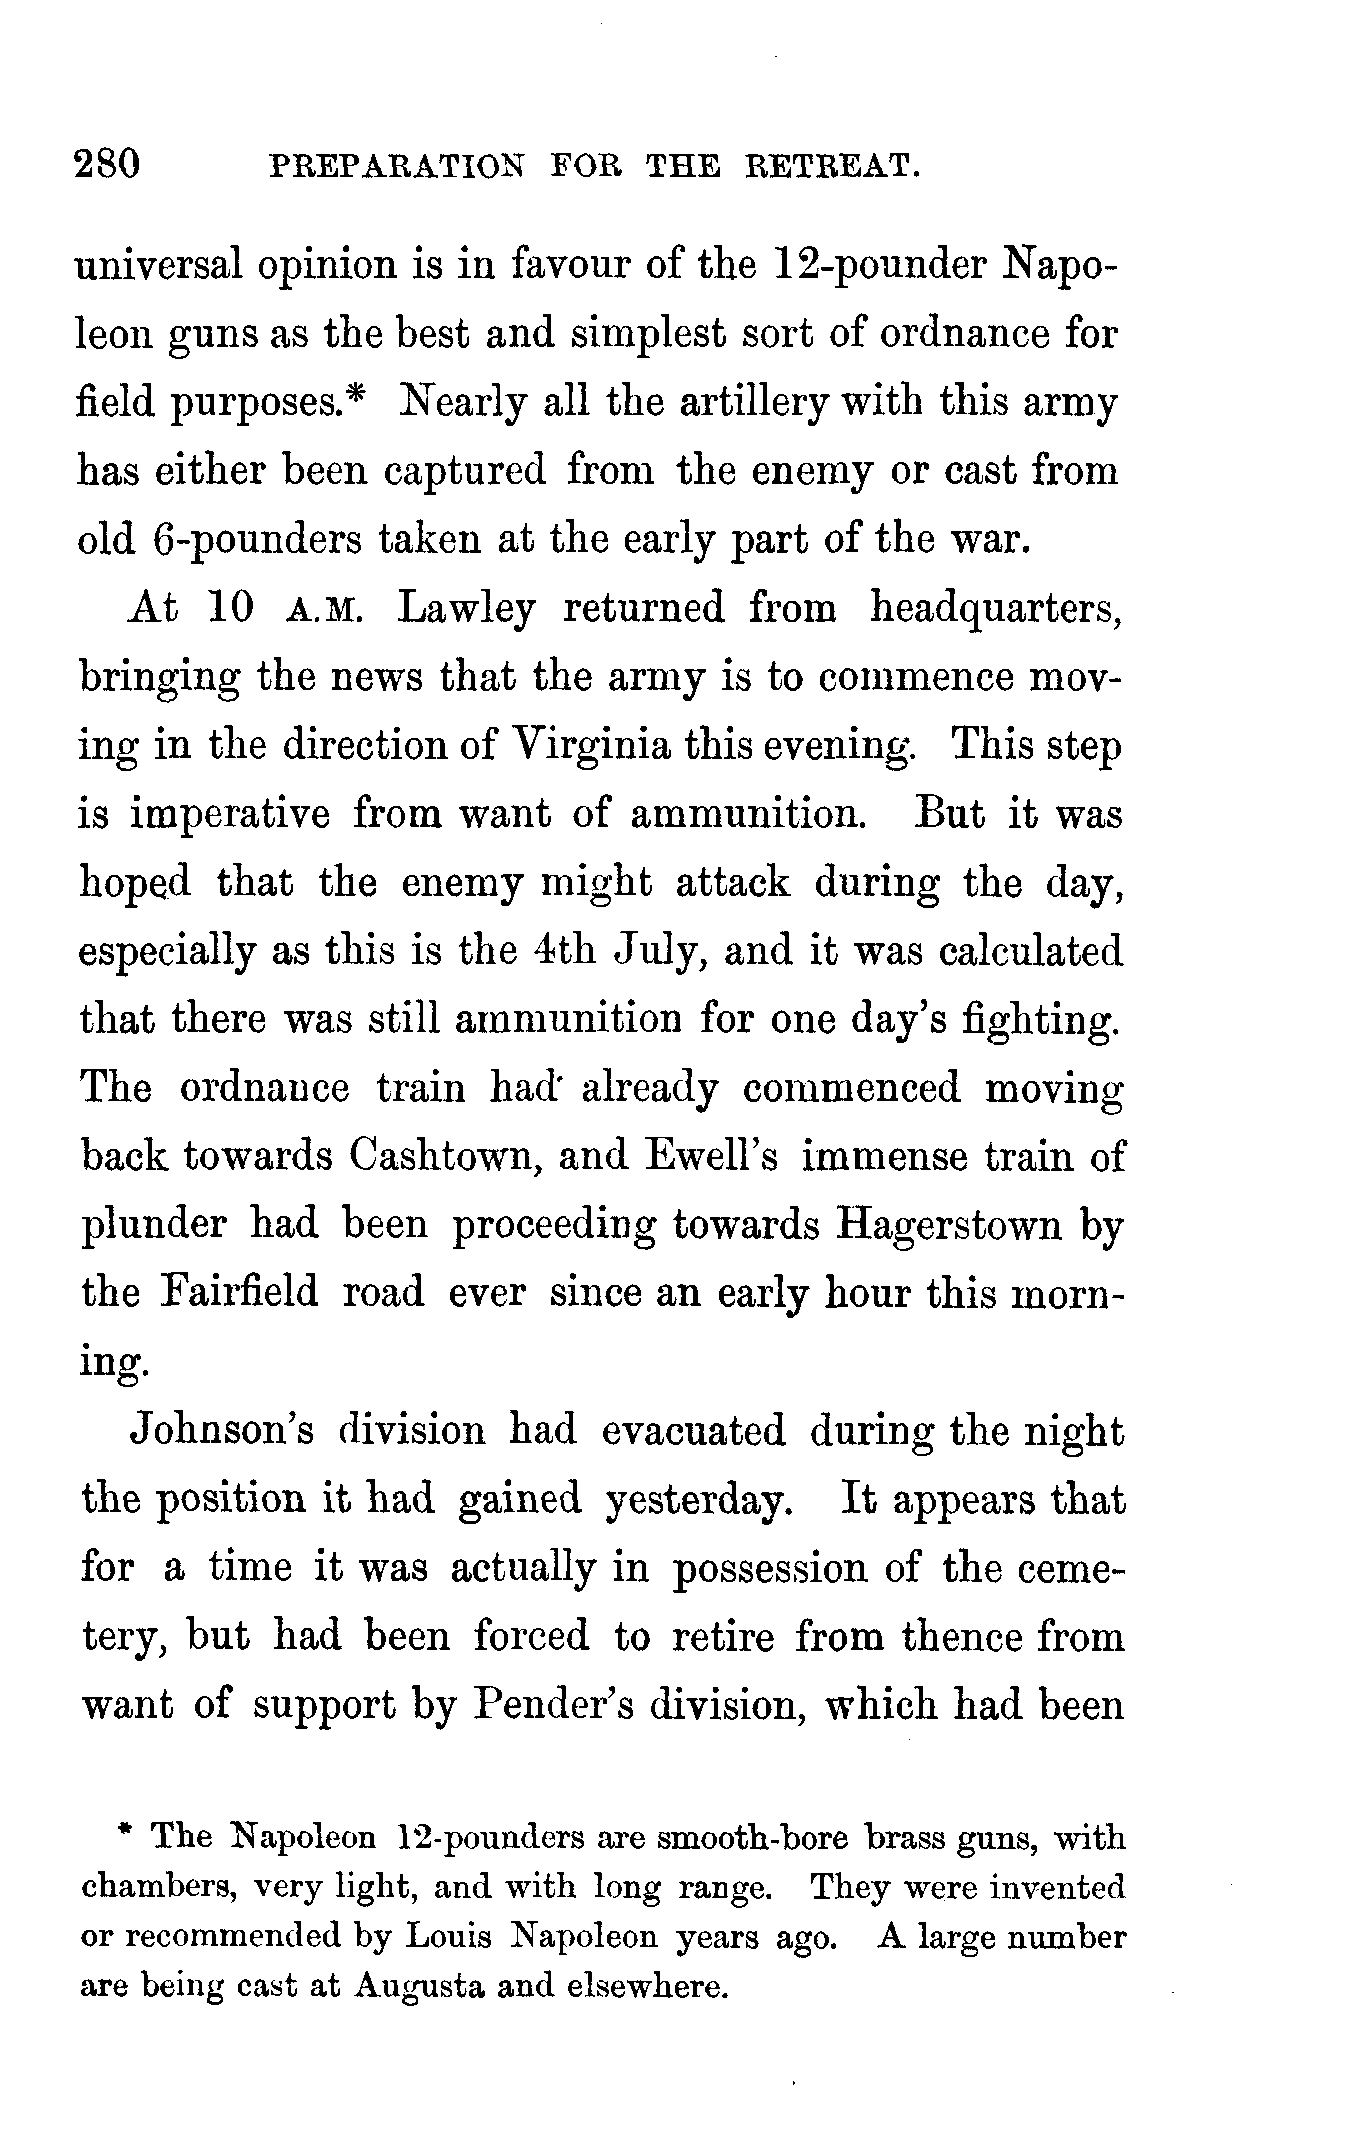 280 PREPARATION FOR THE RETREAT.
universal opinion is in favour of the 12-pounder Napo-
leon guns as the best and simplest sort of ordnance for
field purposes.* Nearly all the artillery with this army
has either been captured from the enemy or cast from
old 6-pounders taken at the early part of the war.
At 10 A.M. Lawley returned from headquarters,
bringing the news that the army is to commence mov-
ing in the direction of Virginia this evening. This step
is imperative from want of ammunition. But it was
hoped that the enemy might attack during the day,
especially as this is the 4th July, and it was calculated
that there was still ammunition for one day's fighting.
The ordnance train had already commenced moving
back towards Cashtown, and Ewell's immense train of
plunder had been proceeding towards Hagerstown by
the Fairfield road ever since an early hour this morn-
ing.
Johnson's division had evacuated during the night
the position it had gained yesterday. It appears that
for a time it was actually in possession of the ceme-
tery, but had been forced to retire from thence from
want of support by Pender's division, which had been
* The Napoleon 12-pounders are smooth-bore brass guns, with
chambers, very light, and with long range. They were invented
or recommended by Louis Napoleon years ago. A large number
are being cast at Augusta and elsewhere.